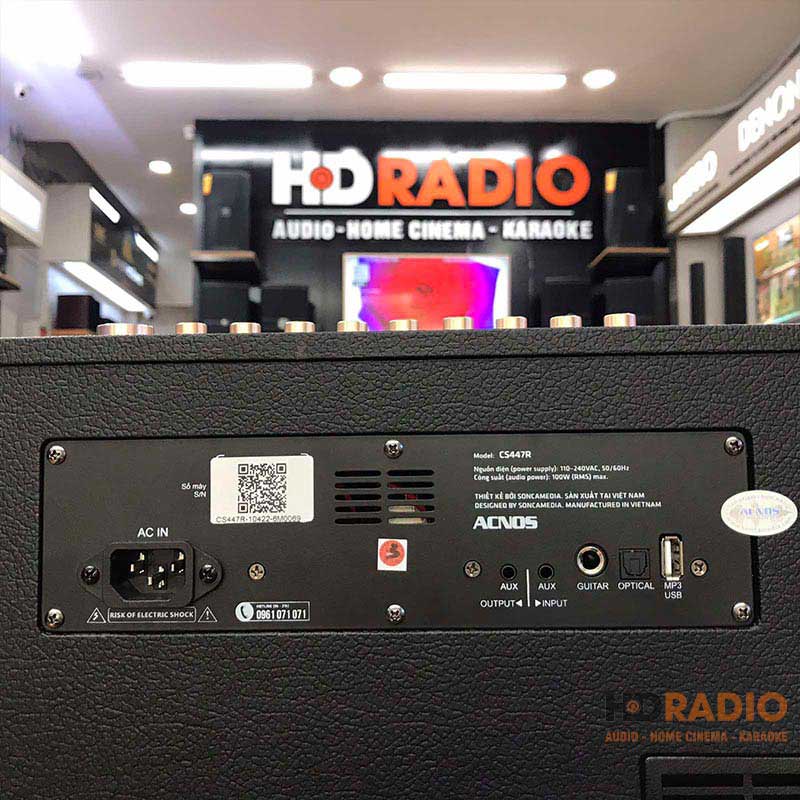 HD RADIO
AUDIO - HOME CINEMA - KARAOKE
DENON
Model: CS447R
Nguồn điện (power supply): 110-240VAC, 50/60Hz
Công suất (audio power): 100W (RMS) max.
THIẾT KẾ BỞI SONCAMEDIA. SẢN XUẤT TẠI VIỆT NAM
DESIGNED BY SONCAMEDIA. MANUFACTURED IN VIETNAM
ACNOS
Số máy
S/N
CS447R-10422-6M0069
AC IN
RISK OF ELECTRIC SHOCK
0961 071 071
AUX
AUX
GUITAR
OPTICAL
MP3
USB
OUTPUT◄
►INPUT
ACNOS
HD RADIO
AUDIO - HOME CINEMA - KARAOKE